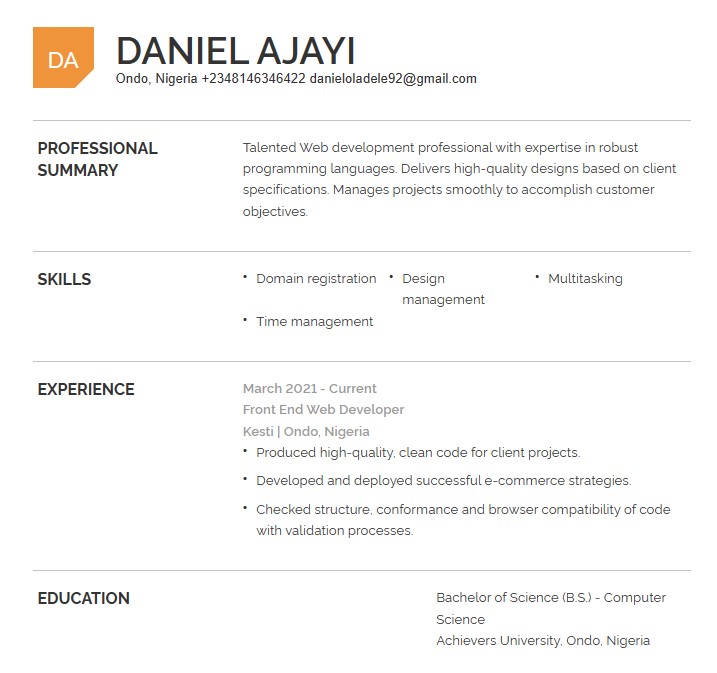 DA
DANIEL AJAYI
Ondo, Nigeria +2348146346422 danieloladele92@gmail.com
PROFESSIONAL
SUMMARY
Talented Web development professional with expertise in robust
programming languages. Delivers high-quality designs based on client
specifications. Manages projects smoothly to accomplish customer
objectives.
SKILLS
• Domain registration • Design • Multitasking
management
• Time management
EXPERIENCE
March 2021 - Current
Front End Web Developer
Kesti | Ondo, Nigeria
• Produced high-quality, clean code for client projects.
• Developed and deployed successful e-commerce strategies.
• Checked structure, conformance and browser compatibility of code
with validation processes.
EDUCATION
Bachelor of Science (B.S.) - Computer
Science
Achievers University, Ondo, Nigeria